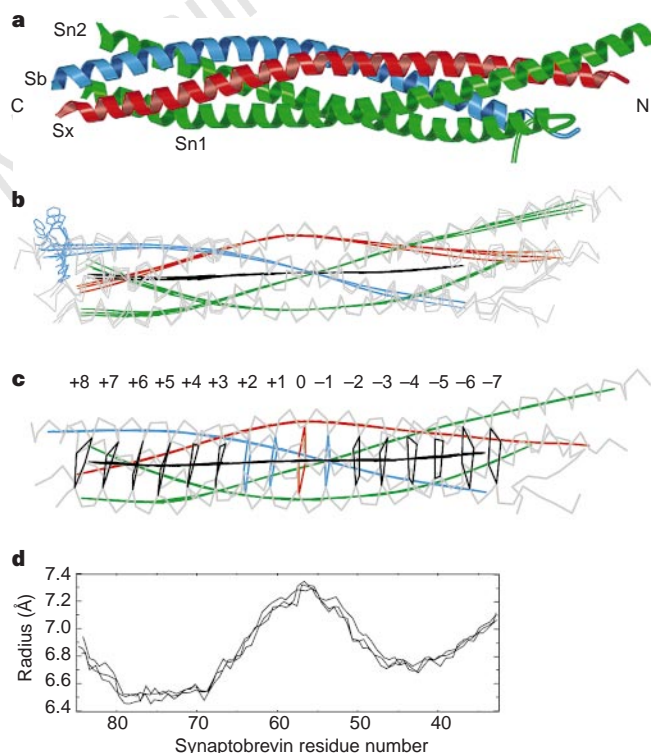 a
Sn2
Sb
C
N
Sx
Sn1
b
c
+8 +7 +6 +5 +4 +3 +2 +1 0 –1 –2 –3 –4 –5 –6 –7
d
7.4
7.2
7.0
6.8
6.6
6.4
Radius (Å)
80 70 60 50 40
Synaptobrevin residue number